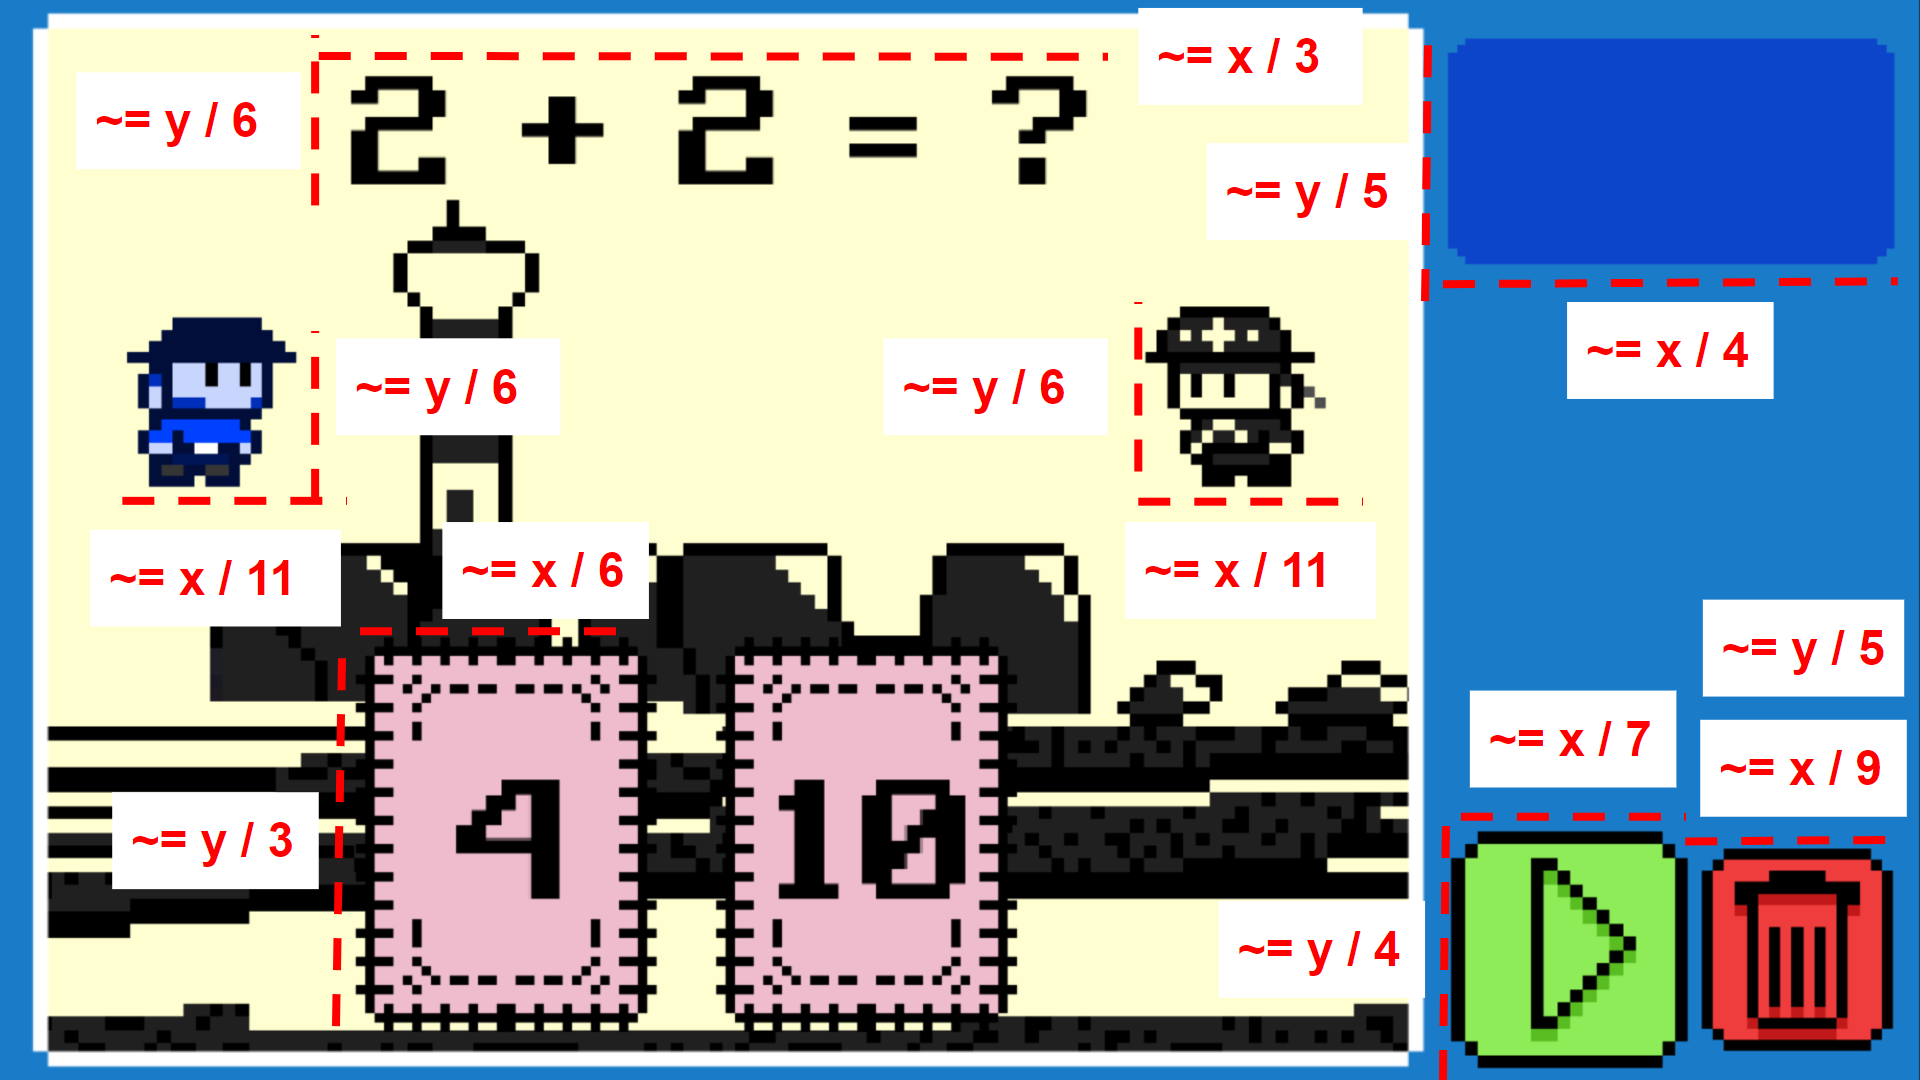 ~= x / 3
~= y / 6
2 + 2 = ?
~= y / 5
~= y / 6
~= y / 6
~= x / 4
~= x / 11
~= x / 6
~= x / 11
~= y / 5
~= x / 7
~= x / 9
~= y / 3
4
10
~= y / 4